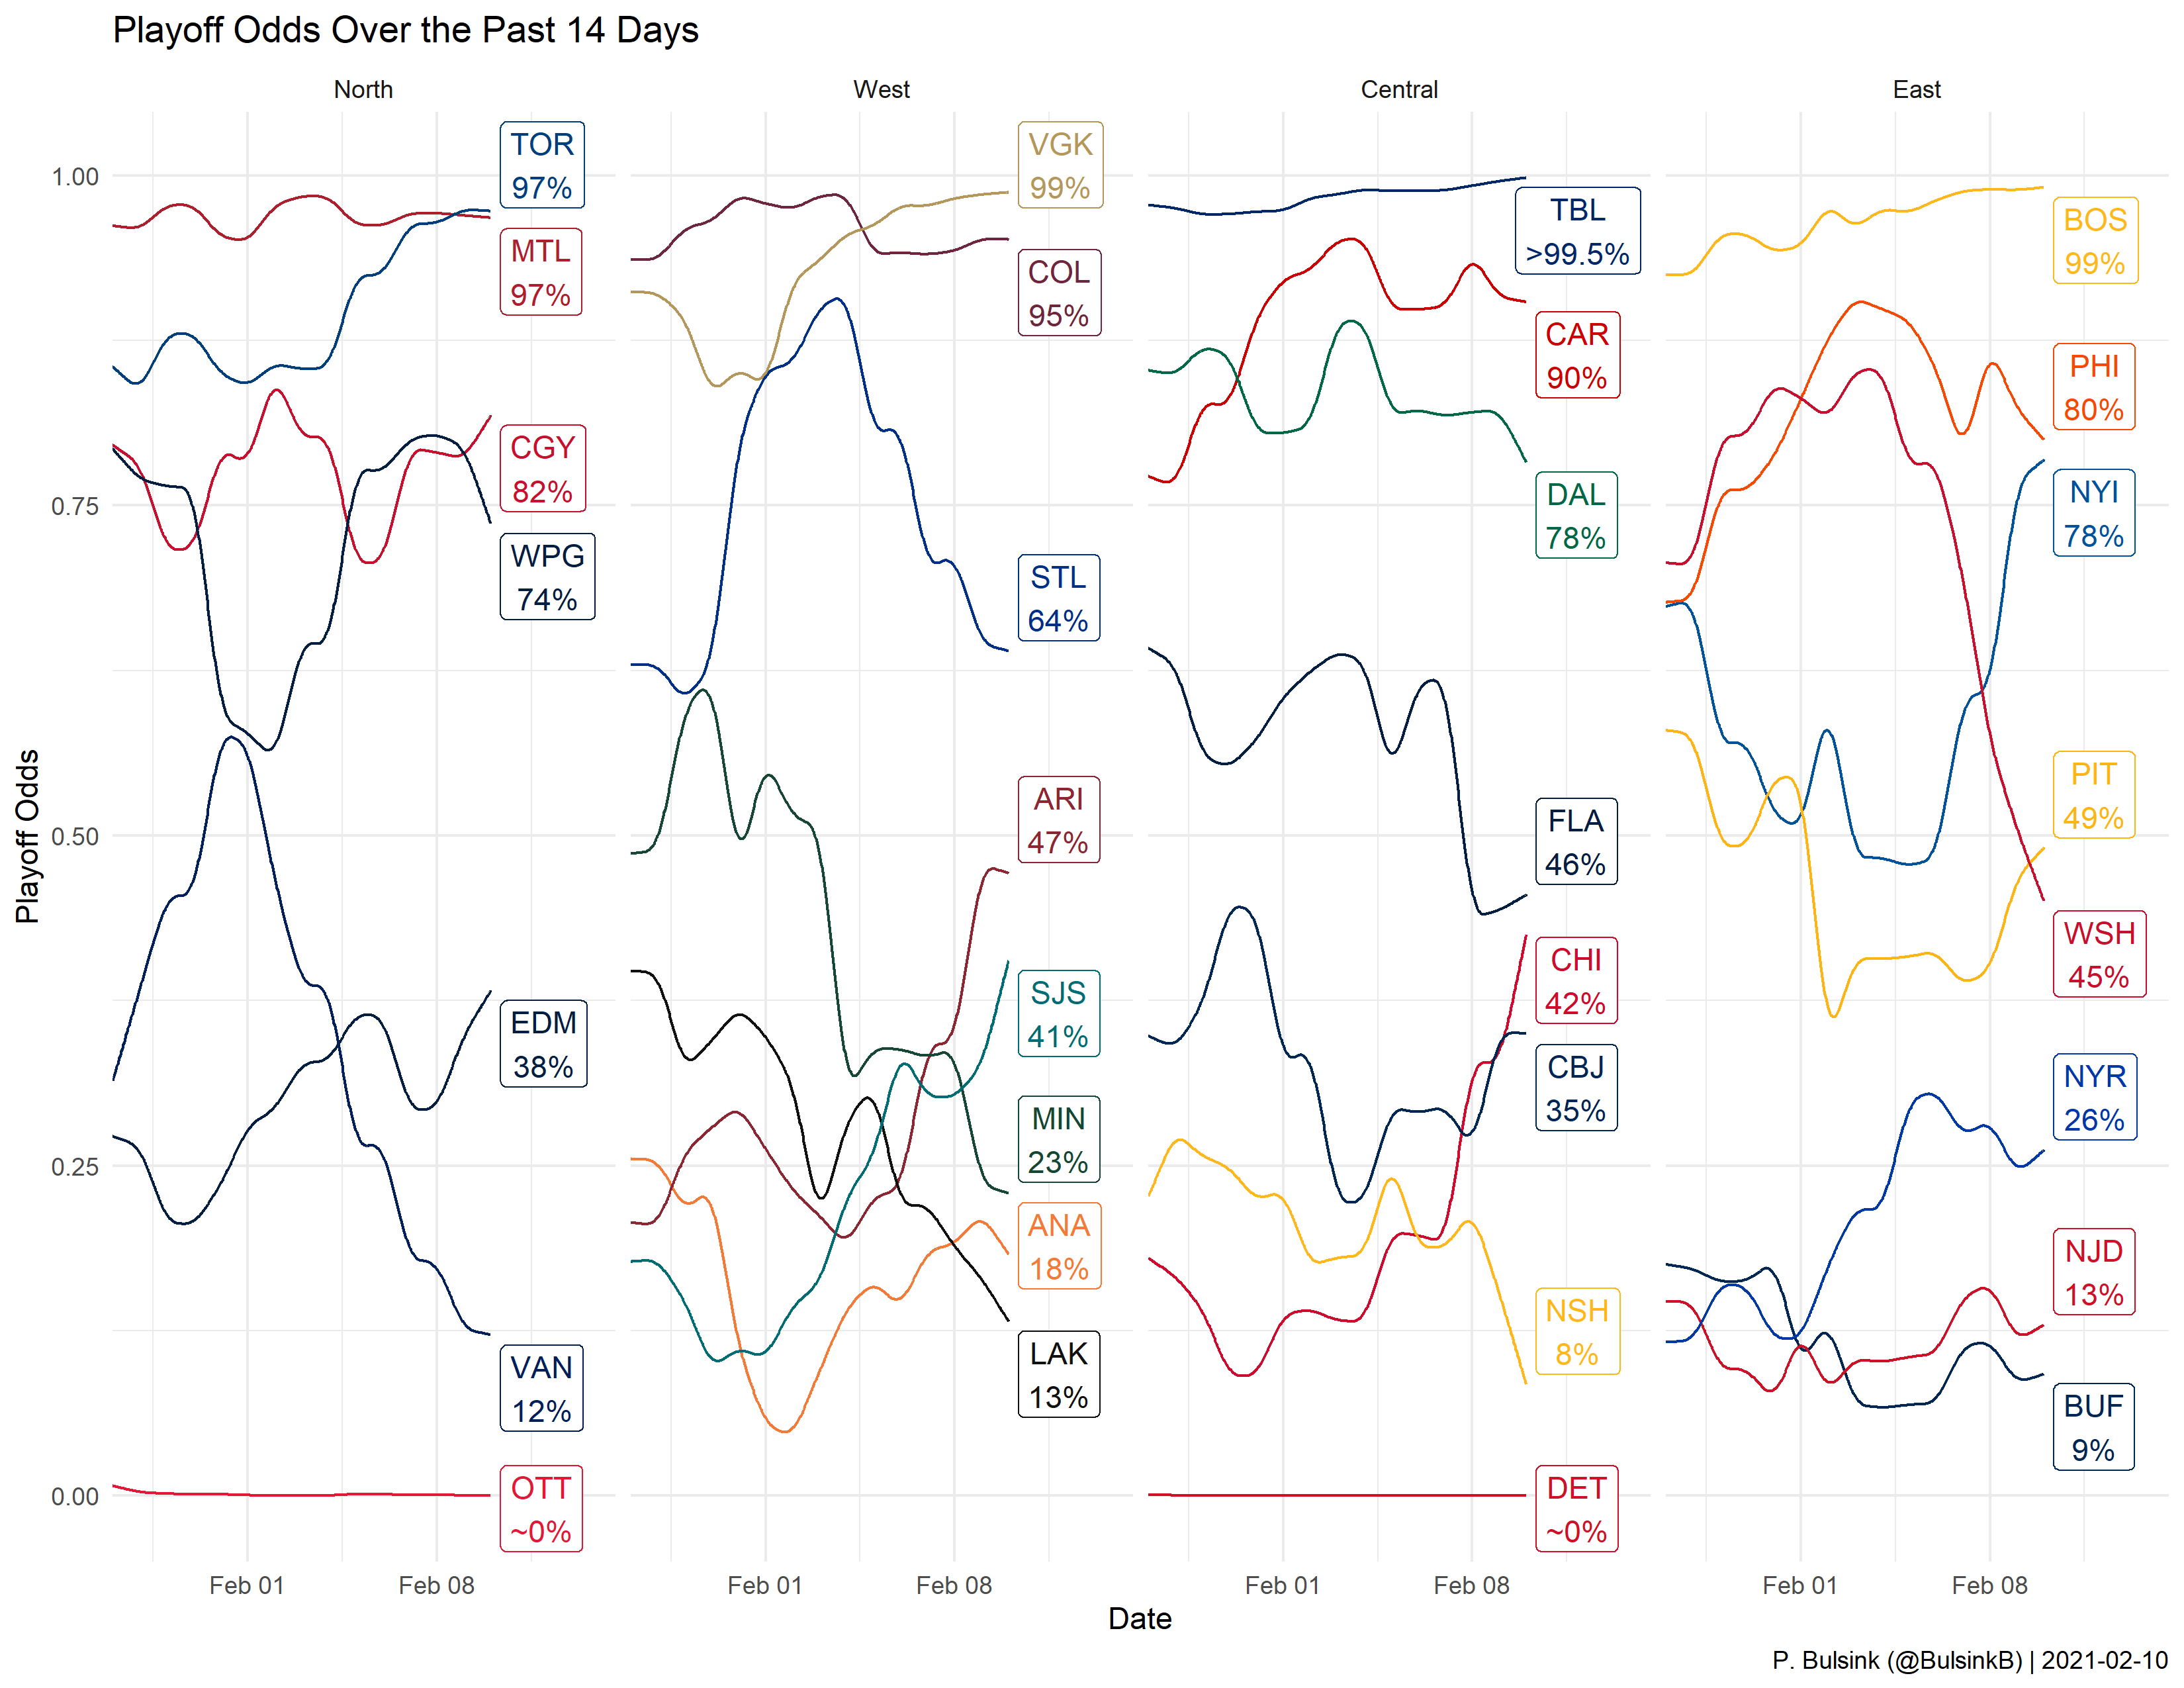 Playoff Odds Over the Past 14 Days
North
West
Central
East
Playoff Odds
1.00
0.75
0.50
0.25
0.00
TOR
97%
MTL
97%
CGY
82%
WPG
74%
EDM
38%
VAN
12%
OTT
~0%
VGK
99%
COL
95%
STL
64%
ARI
47%
SJS
41%
MIN
23%
ANA
18%
LAK
13%
TBL
>99.5%
CAR
90%
DAL
78%
FLA
46%
CHI
42%
CBJ
35%
NSH
8%
DET
~0%
BOS
99%
PHI
80%
NYI
78%
PIT
49%
WSH
45%
NYR
26%
NJD
13%
BUF
9%
Feb 01
Feb 08
Feb 01
Feb 08
Feb 01
Feb 08
Feb 01
Feb 08
Date
P. Bulsink (@BulsinkB) | 2021-02-10